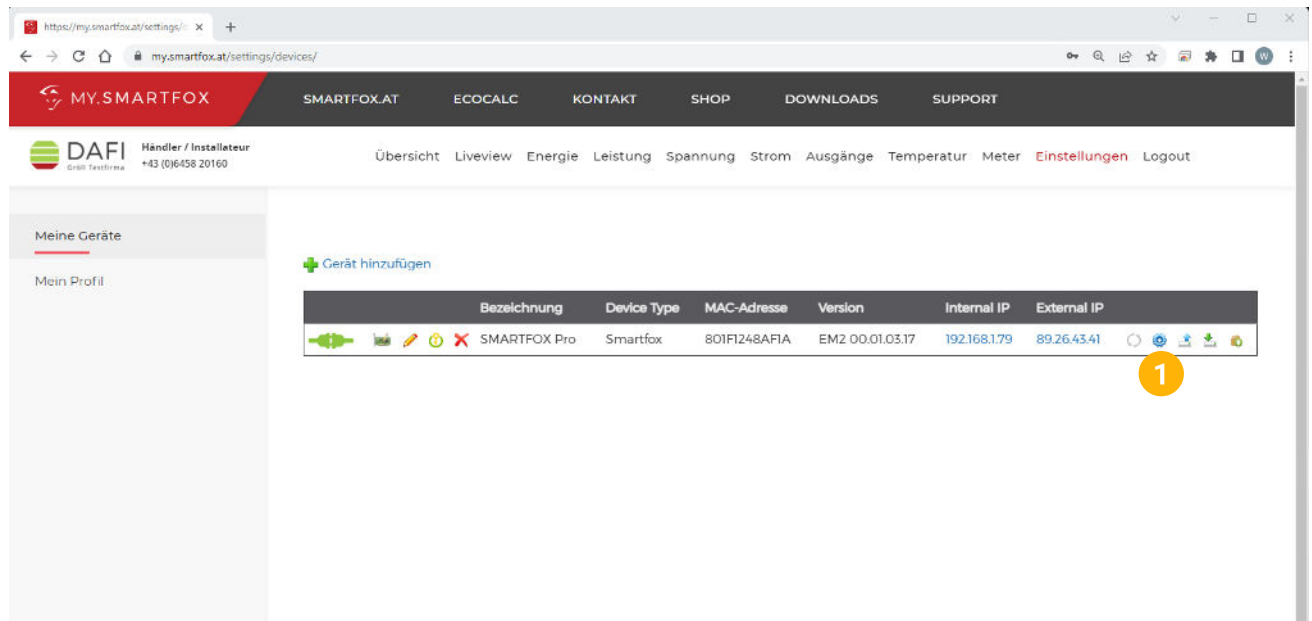 https://my.smartfox.at/settings/
my.smartfox.at/settings/devices/
W
MY.SMARTFOX SMARTFOX.AT ECOCALC KONTAKT SHOP DOWNLOADS SUPPORT
DAFI Händler / Installateur
Größ Testfirma +43 (0)6458 20160
Übersicht Liveview Energie Leistung Spannung Strom Ausgänge Temperatur Meter Einstellungen Logout
Meine Geräte
Mein Profil
Gerät hinzufügen
Bezeichnung Device Type MAC-Adresse Version Internal IP External IP
SMARTFOX Pro Smartfox 801F1248AF1A EM2 00.01.03.17 192.168.1.79 89.26.43.41
1